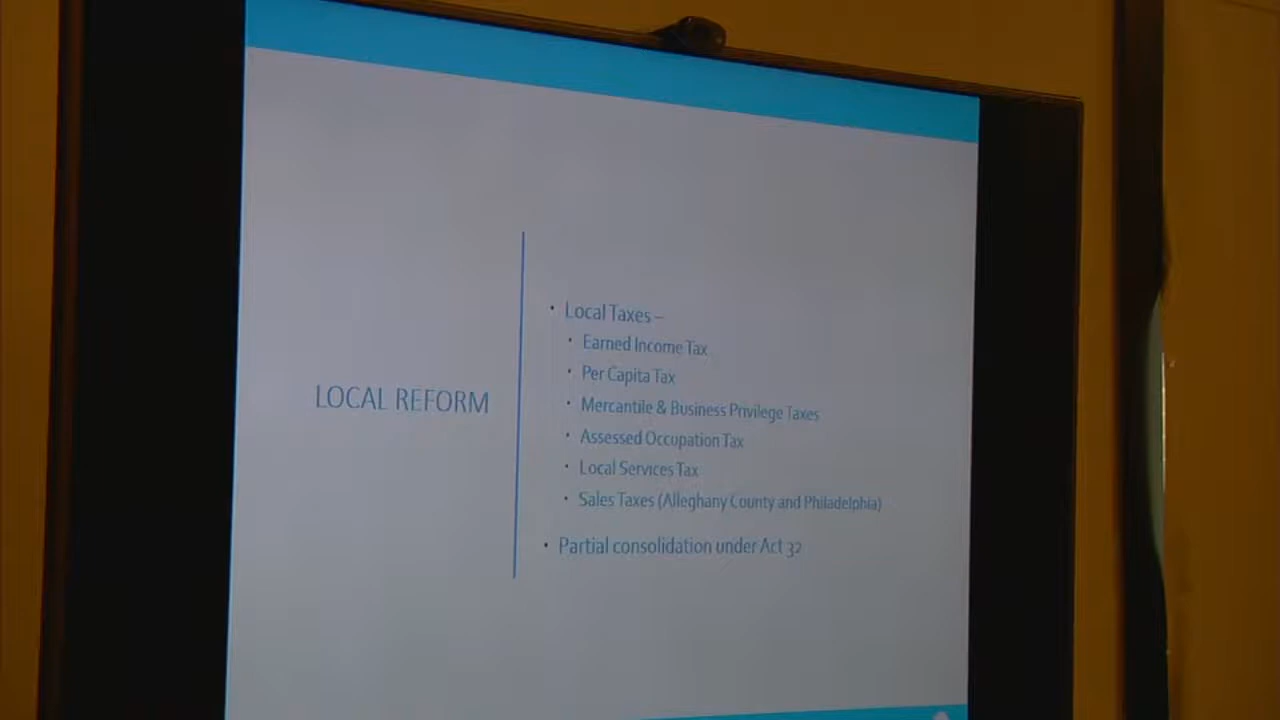 LOCAL REFORM
• Local Taxes –
• Earned Income Tax
• Per Capita Tax
• Mercantile & Business Privilege Taxes
• Assessed Occupation Tax
• Local Services Tax
• Sales Taxes (Alleghany County and Philadelphia)
• Partial consolidation under Act 32